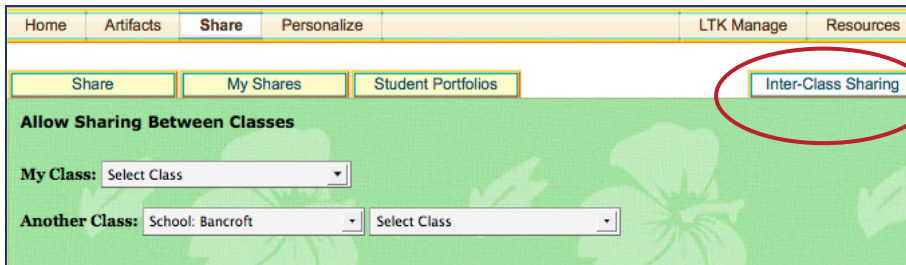 Home Artifacts Share Personalize LTK Manage Resources
Share My Shares Student Portfolios Inter-Class Sharing
Allow Sharing Between Classes
My Class: Select Class
Another Class: School: Bancroft Select Class